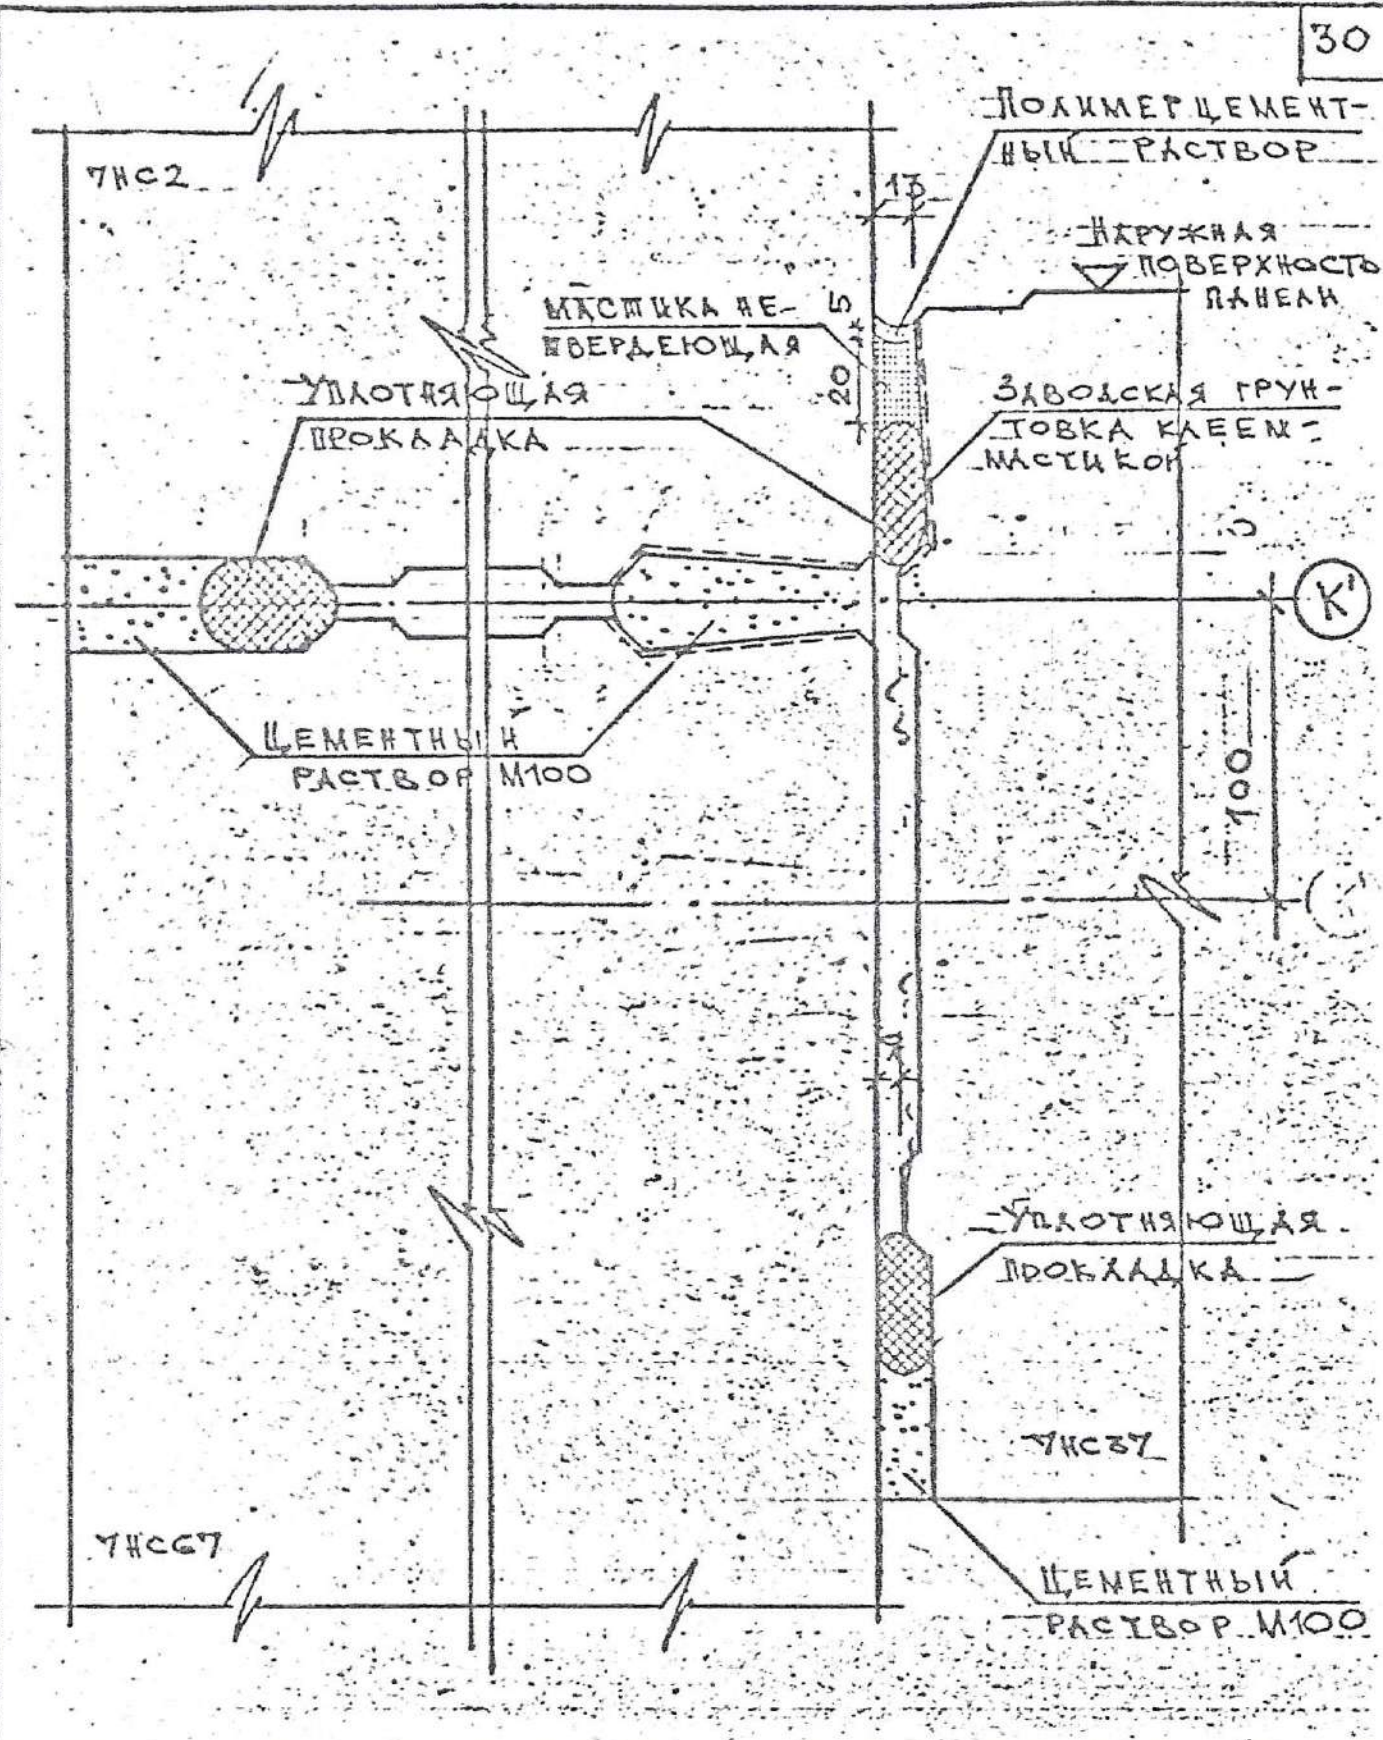 30
ПОЛИМЕРЦЕМЕНТ-
НЫЙ РАСТВОР
7НС2
13
НАРУЖНАЯ
ПОВЕРХНОСТЬ
ПАНЕЛИ
МАСТИКА НЕ-
ТВЕРДЕЮЩАЯ
5
20
УПЛОТНЯЮЩАЯ
ПРОКЛАДКА
ЗАВОДСКАЯ ГРУН-
ТОВКА КЛЕЕМ-
МАСТИКОЙ
К'
ЦЕМЕНТНЫЙ
РАСТВОР М100
100
УПЛОТНЯЮЩАЯ
ПРОКЛАДКА
7НС37
7НС67
ЦЕМЕНТНЫЙ
РАСТВОР М100